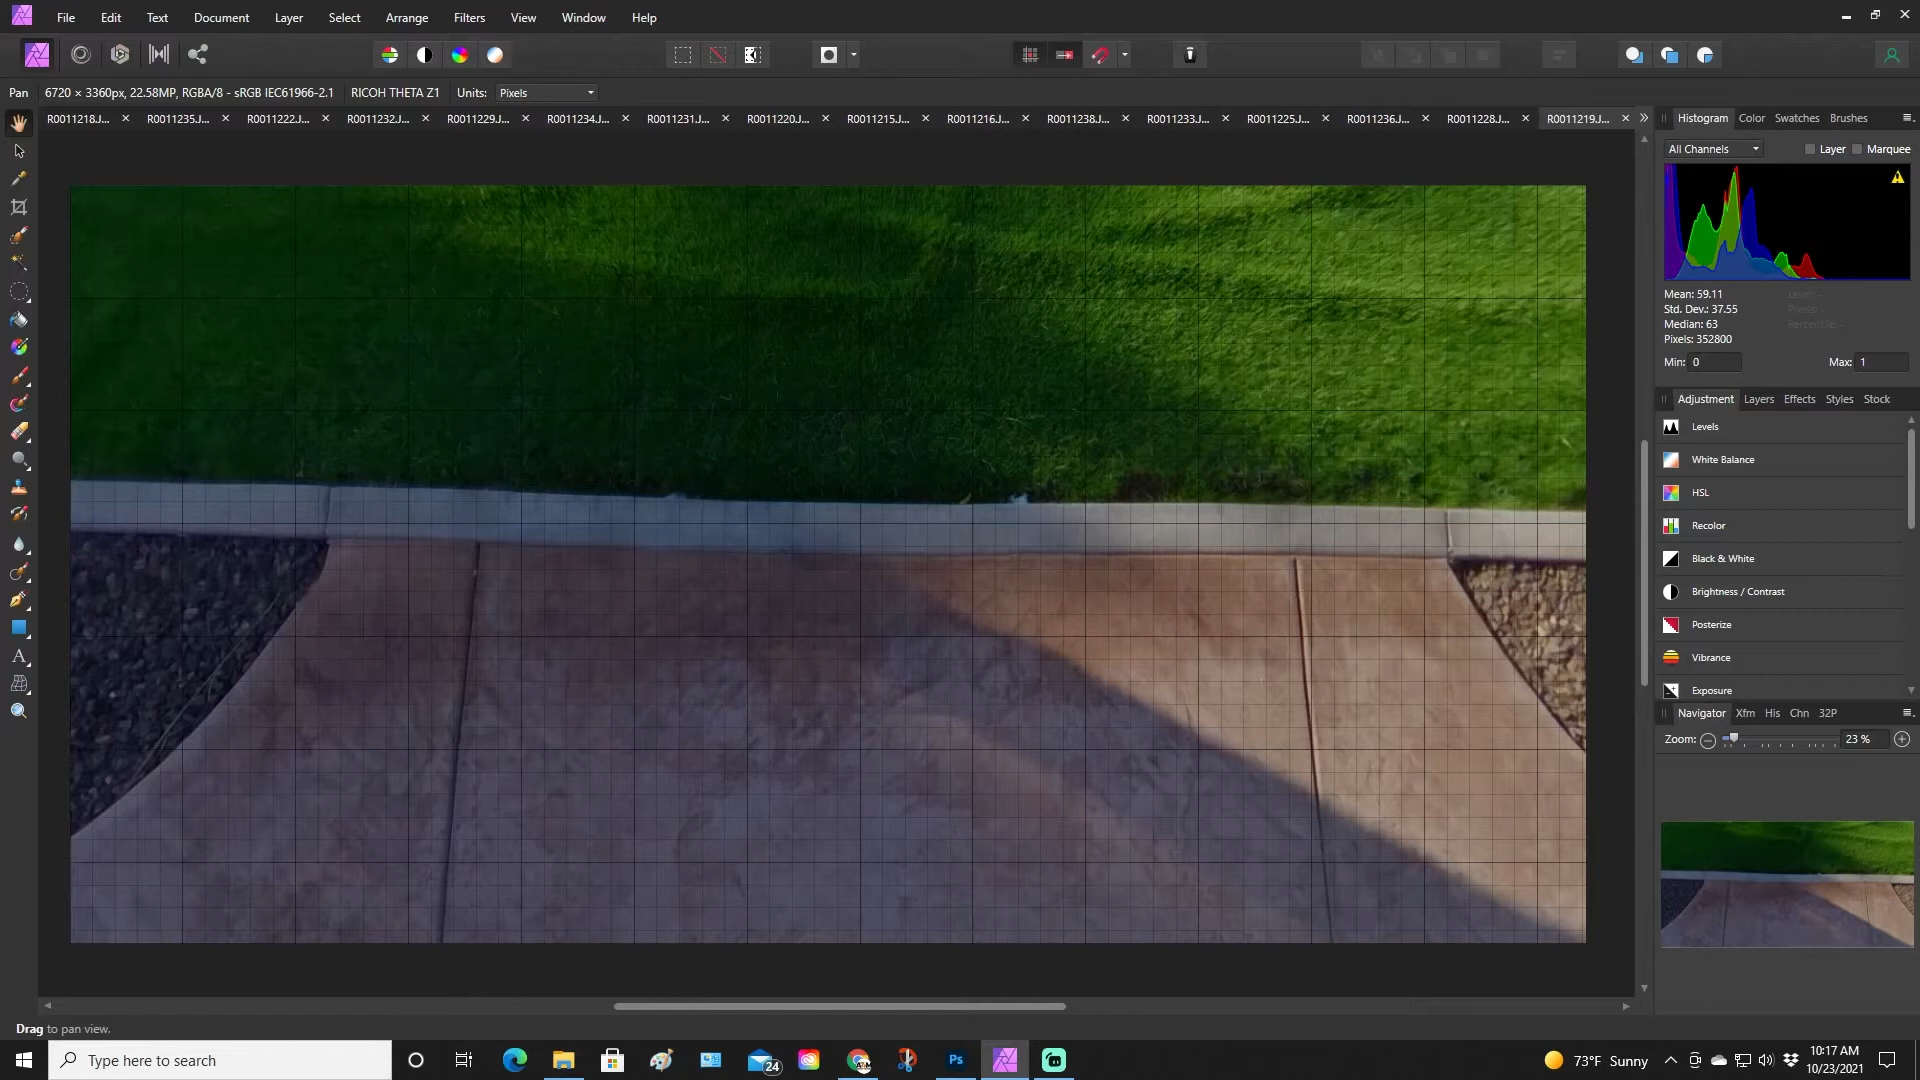 File Edit Text Document Layer Select Arrange Filters View Window Help
Pan 6720 × 3360px, 22.58MP, RGBA/8 - sRGB IEC61966-2.1 RICOH THETA Z1 Units: Pixels
R0011218.J... R0011235.J... R0011222.J... R0011232.J... R0011229.J... R0011234.J... R0011231.J... R0011220.J... R0011215.J... R0011216.J... R0011238.J... R0011233.J... R0011225.J... R0011236.J... R0011228.J... R0011219.J...
Histogram Color Swatches Brushes
All Channels Layer Marquee
Mean: 59.11
Std. Dev.: 37.55
Median: 63
Pixels: 352800
Level: -
Pixels: -
Percentile: -
Min: 0 Max: 1
Adjustment Layers Effects Styles Stock
Levels
White Balance
HSL
Recolor
Black & White
Brightness / Contrast
Posterize
Vibrance
Exposure
Navigator Xfm His Chn 32P
Zoom: 23 %
Drag to pan view.
Type here to search
24
Ps
73°F Sunny
10:17 AM
10/23/2021